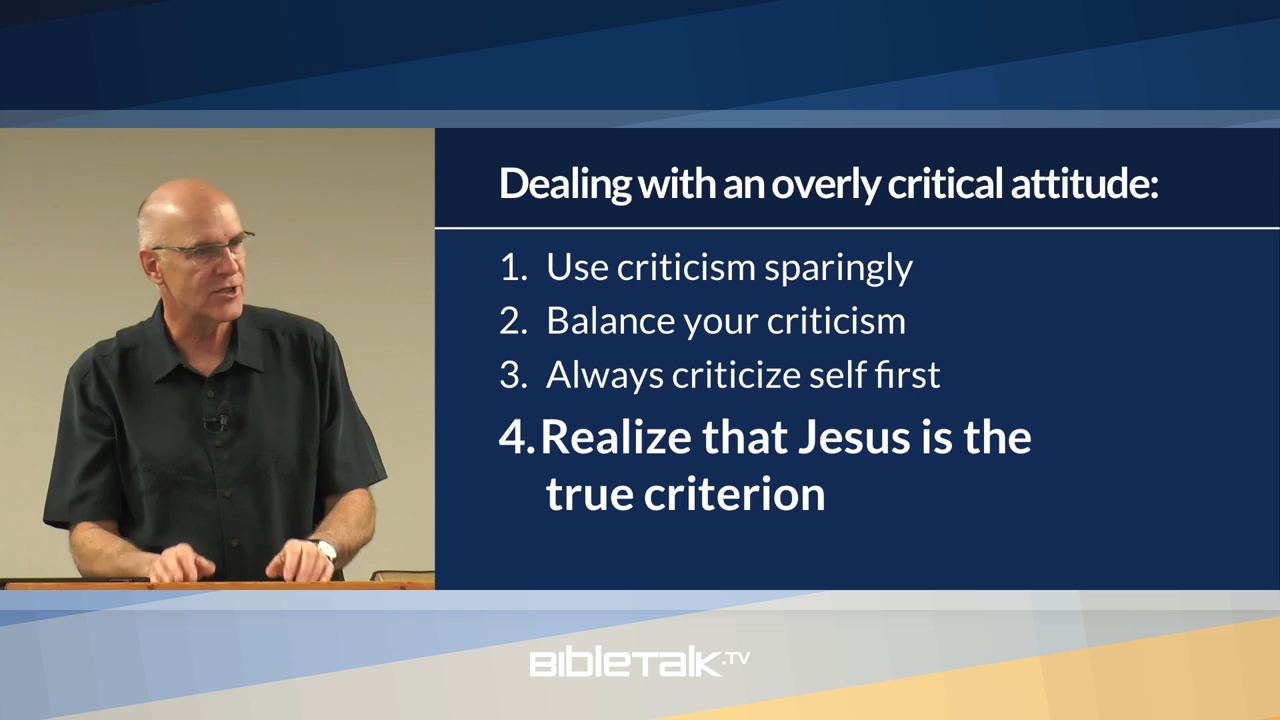 Dealing with an overly critical attitude:
1. Use criticism sparingly
2. Balance your criticism
3. Always criticize self first
4. Realize that Jesus is the
true criterion
BibleTalk.TV